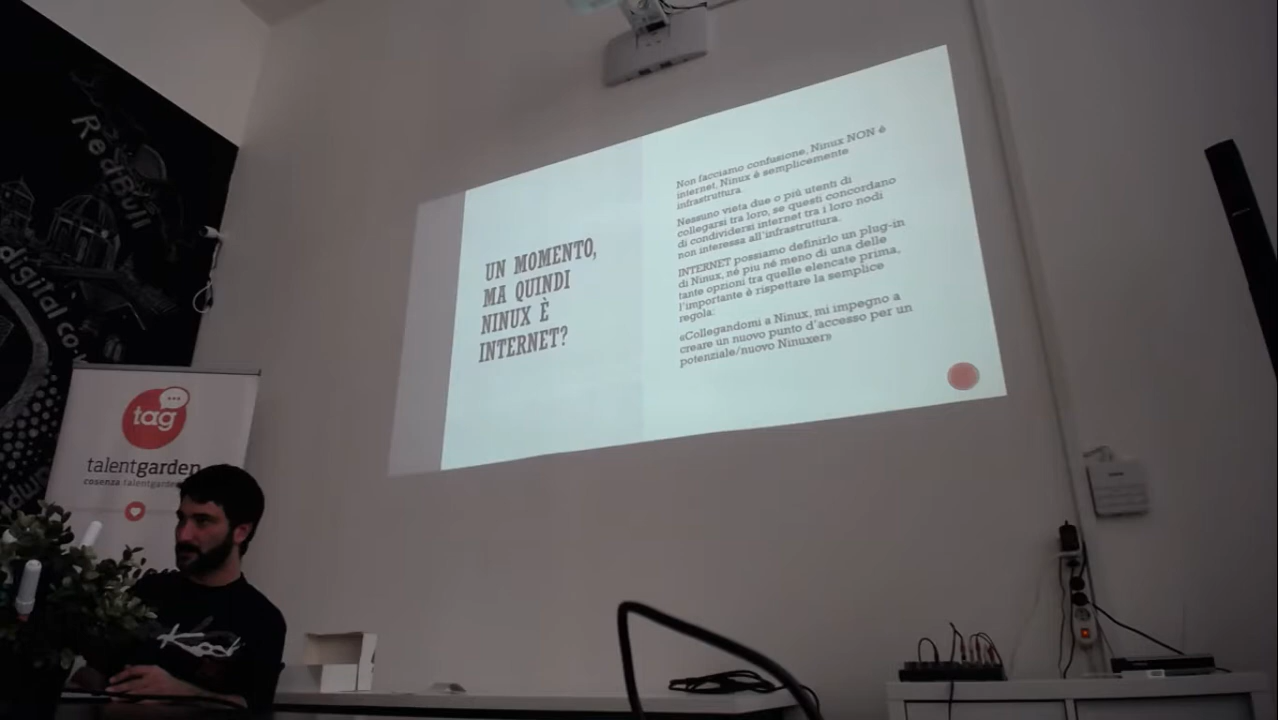 RedBull
digital co
tag
talentgarden
cosenza talentgarde
UN MOMENTO,
MA QUINDI
NINUX È
INTERNET?
Non facciamo confusione, Ninux NON è
internet, Ninux è semplicemente
infrastruttura
Nessuno vieta due o più utenti di
collegarsi tra loro, se questi concordano
di condividersi internet tra i loro nodi
non interessa all'infrastruttura.
INTERNET possiamo definirlo un plug-in
di Ninux, né piu né meno di una delle
tante opzioni tra quelle elencate prima,
l'importante è rispettare la semplice
regola:
«Collegandomi a Ninux, mi impegno a
creare un nuovo punto d'accesso per un
potenziale/nuovo Ninuxer»